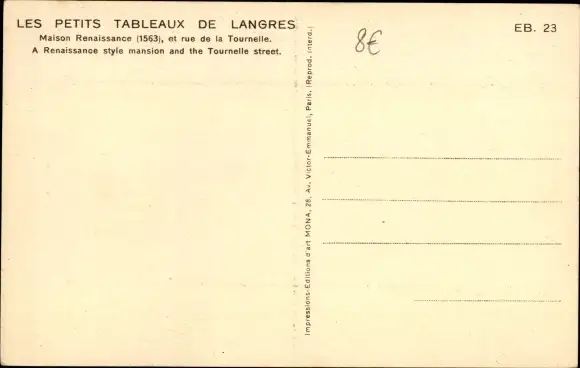 LES PETITS TABLEAUX DE LANGRES
Maison Renaissance (1563), et rue de la Tournelle.
A Renaissance style mansion and the Tournelle street.
Impressions-Editions d'art MONA, 28, Av. Victor-Emmanuel, Paris. (Reprod. interd.)
8€
EB. 23